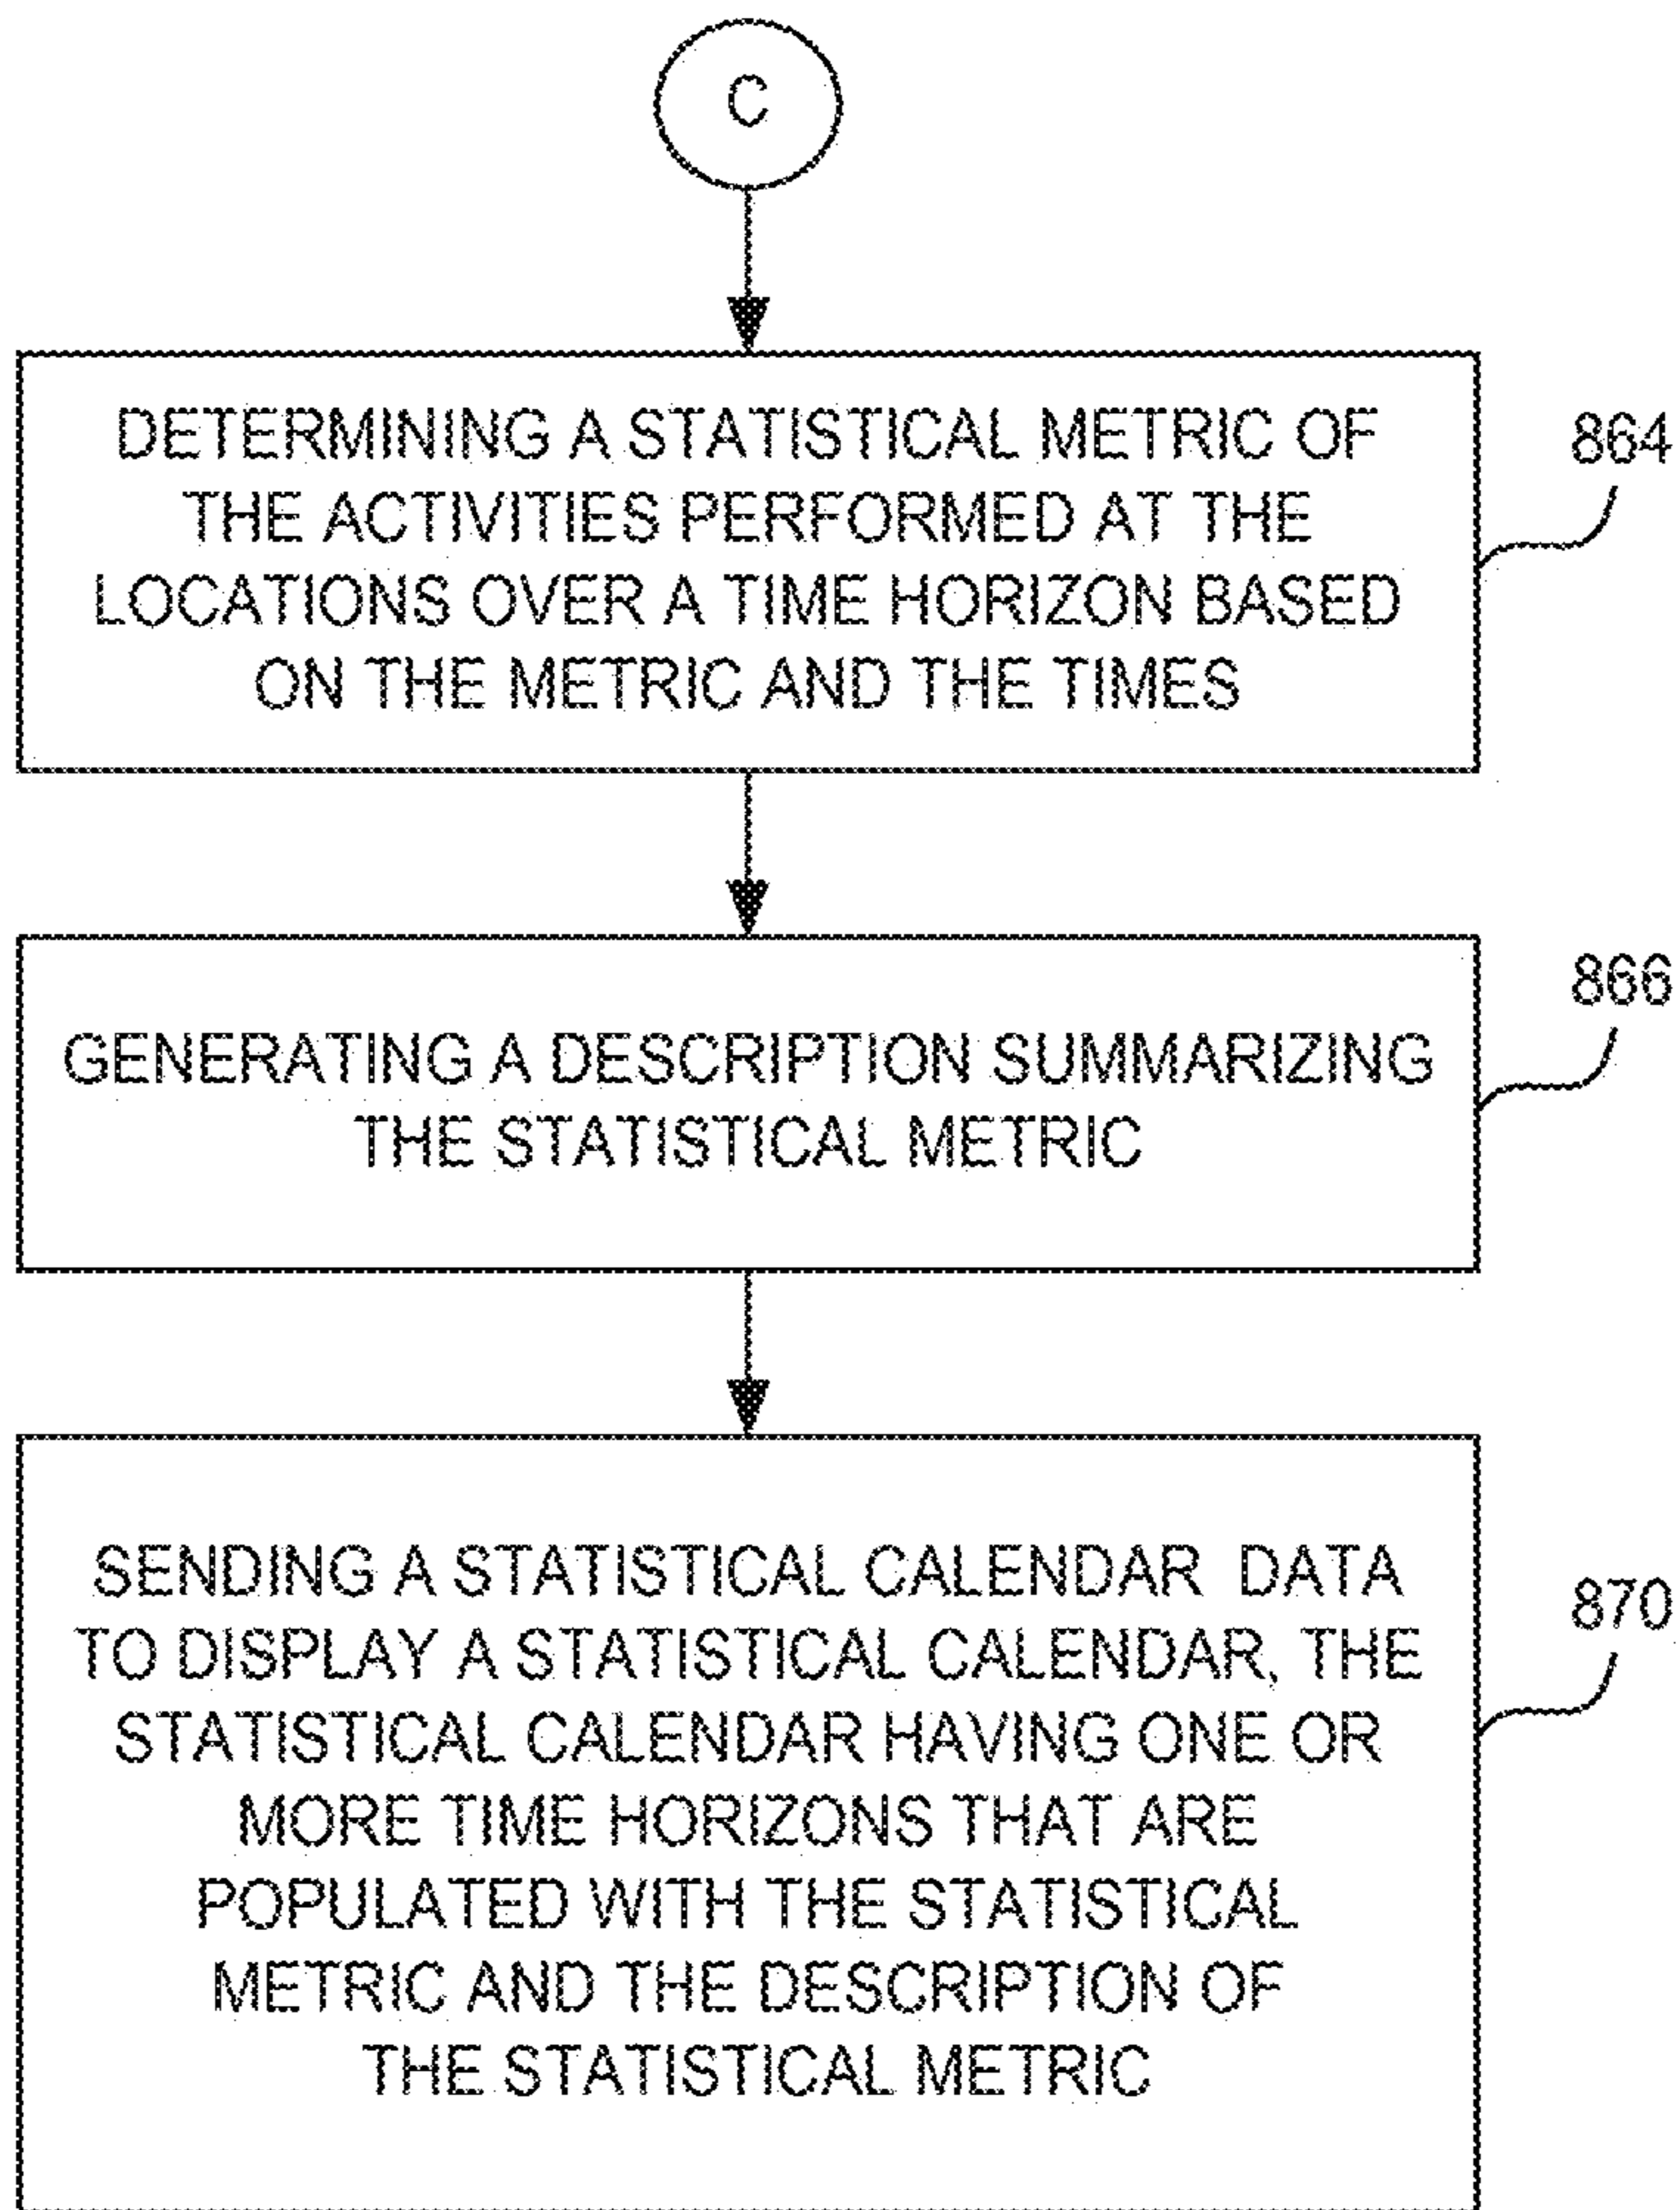 C
DETERMINING A STATISTICAL METRIC OF
THE ACTIVITIES PERFORMED AT THE
LOCATIONS OVER A TIME HORIZON BASED
ON THE METRIC AND THE TIMES
864
GENERATING A DESCRIPTION SUMMARIZING
THE STATISTICAL METRIC
866
SENDING A STATISTICAL CALENDAR DATA
TO DISPLAY A STATISTICAL CALENDAR, THE
STATISTICAL CALENDAR HAVING ONE OR
MORE TIME HORIZONS THAT ARE
POPULATED WITH THE STATISTICAL
METRIC AND THE DESCRIPTION OF
THE STATISTICAL METRIC
870